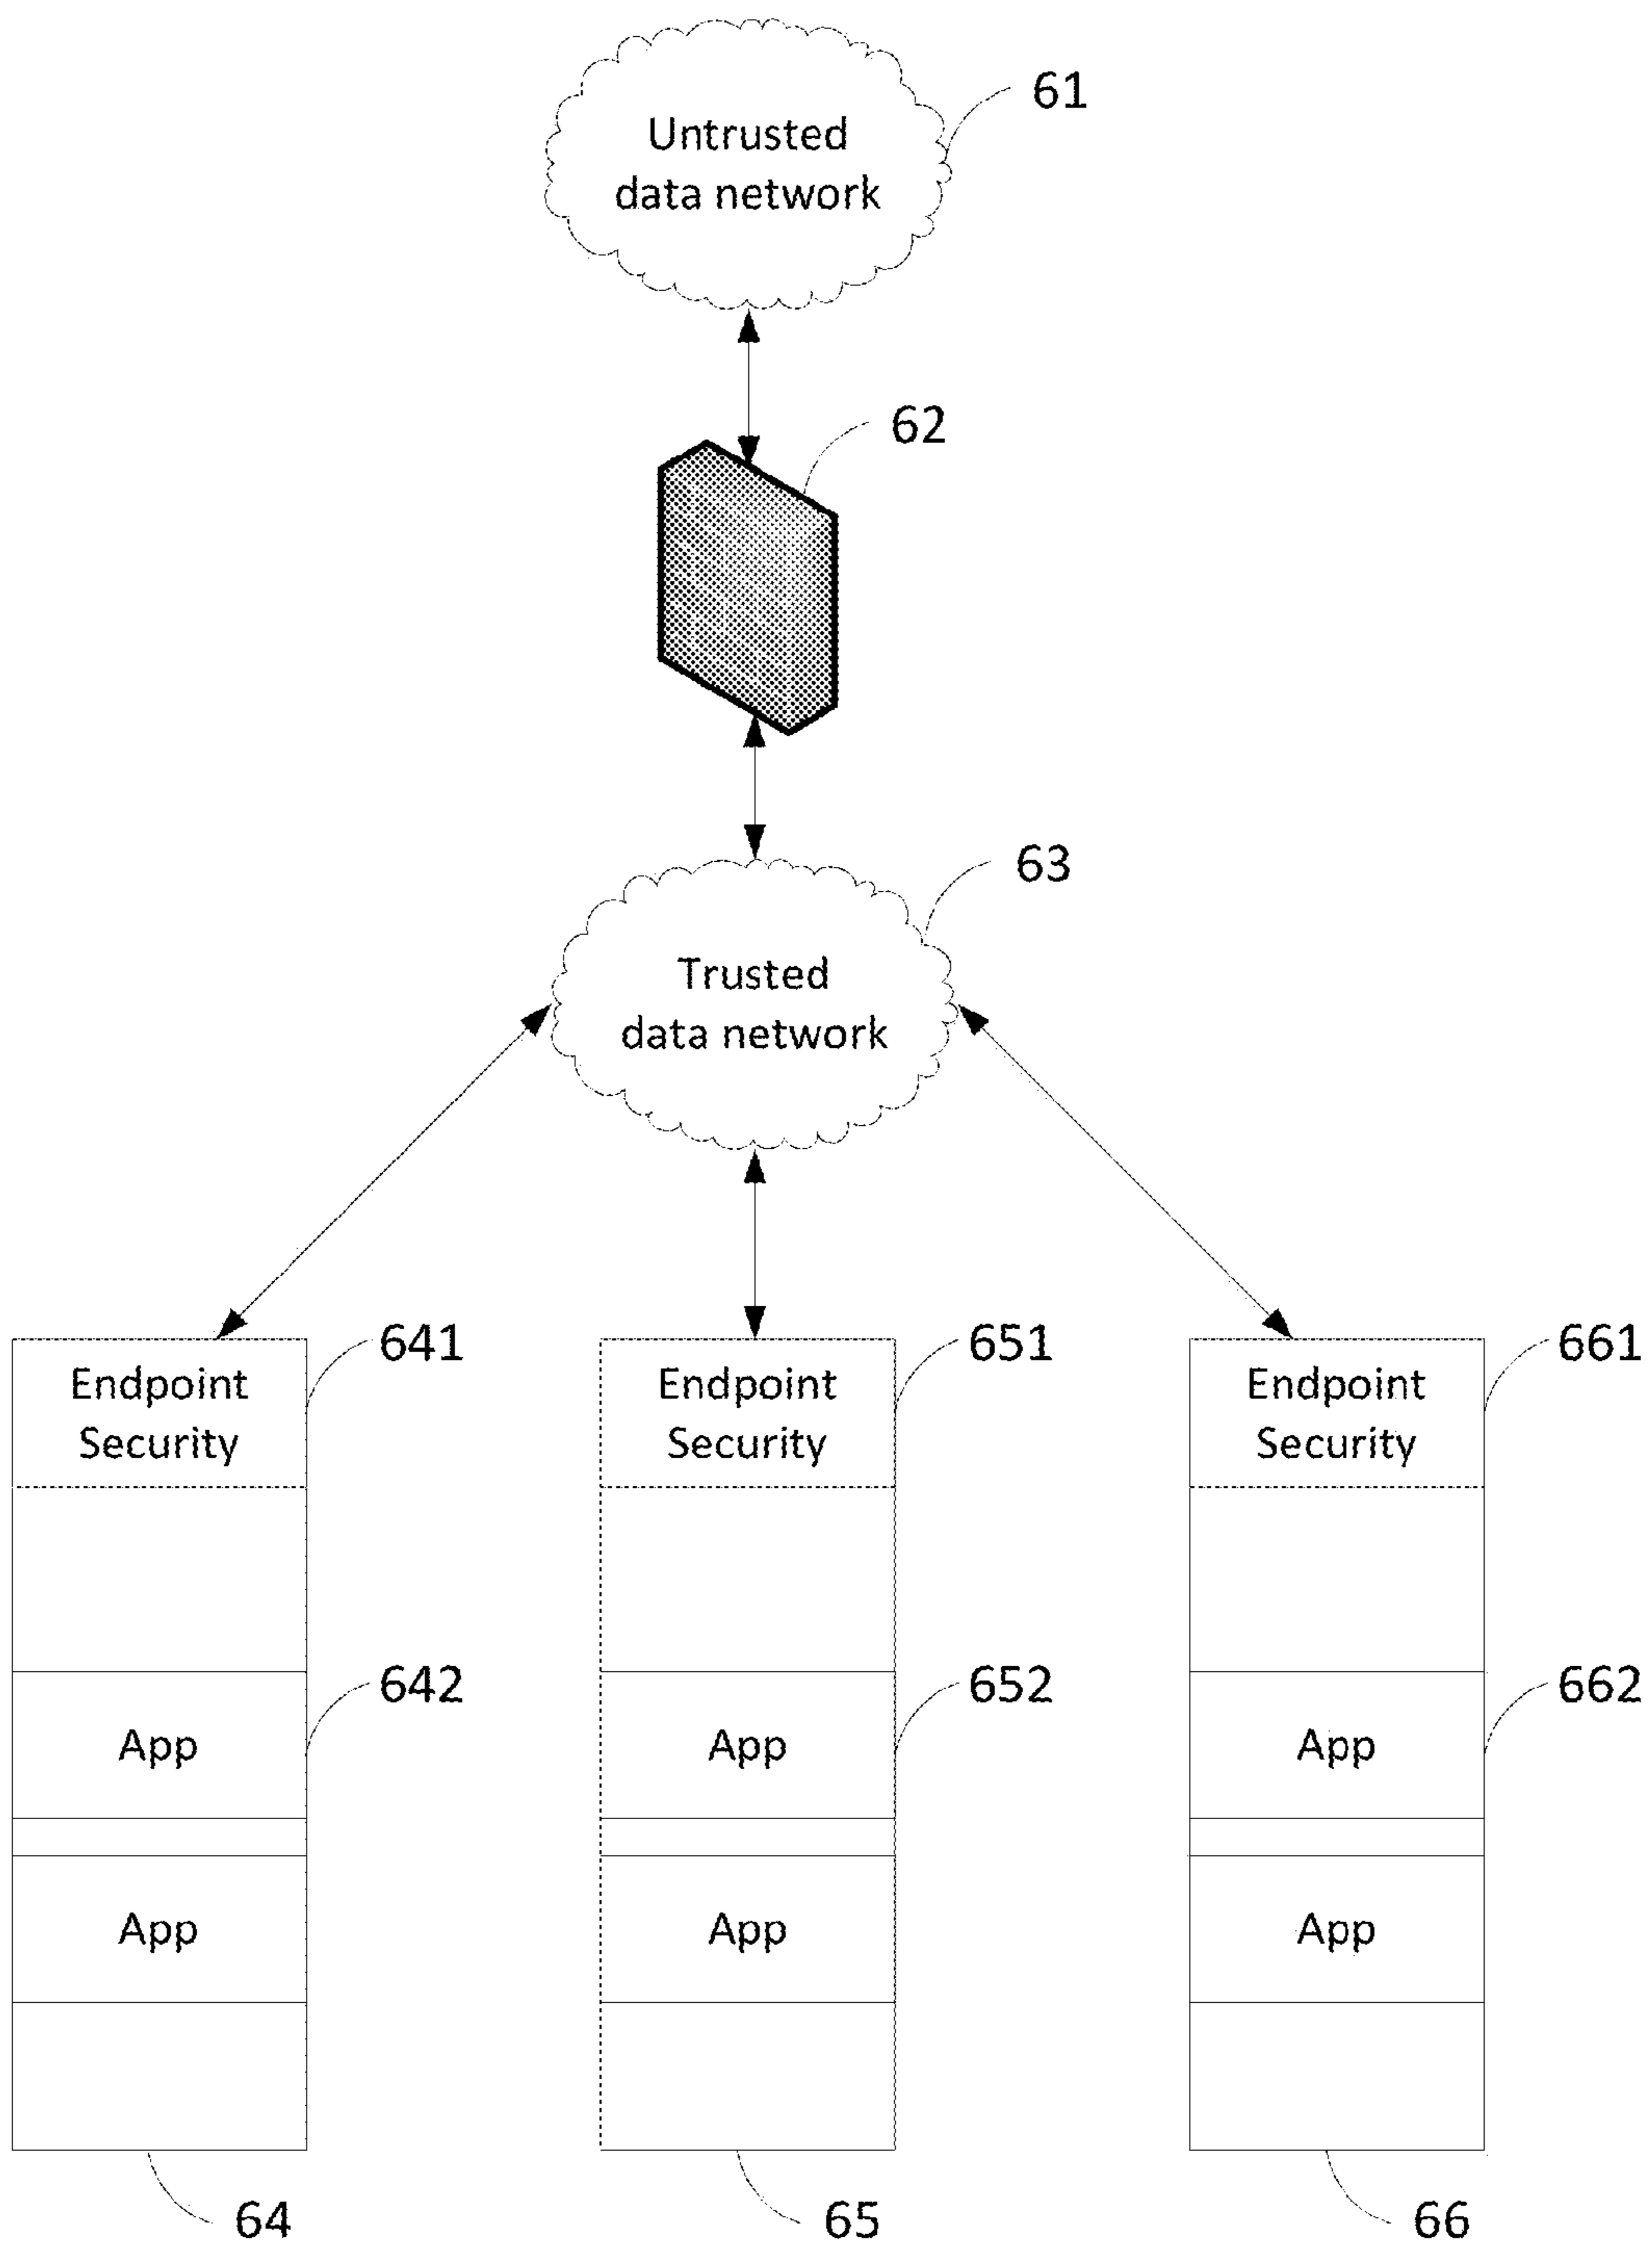 61
Untrusted
data network
62
63
Trusted
data network
641
651
661
Endpoint
Security
Endpoint
Security
Endpoint
Security
642
652
662
App
App
App
App
App
App
64
65
66